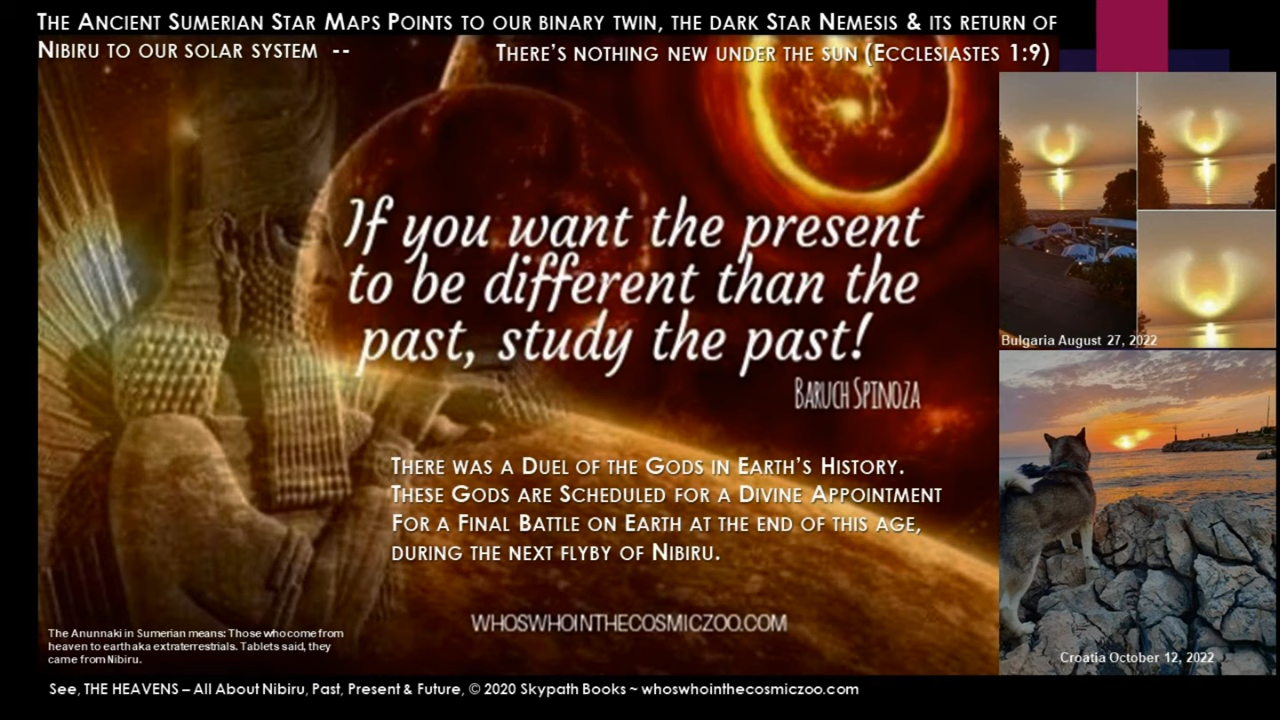 The Ancient Sumerian Star Maps Points to our binary twin, the dark Star Nemesis & its return of
Nibiru to our solar system -- There's nothing new under the sun (Ecclesiastes 1:9)
If you want the present
to be different than the
past, study the past!
Baruch Spinoza
There was a Duel of the Gods in Earth's History.
These Gods are Scheduled for a Divine Appointment
For a Final Battle on Earth at the end of this age,
during the next flyby of Nibiru.
WHOSWHOINTHECOSMICZOO.COM
The Anunnaki in Sumerian means: Those who come from
heaven to earth aka extraterrestrials. Tablets said, they
came from Nibiru.
See, THE HEAVENS – All About Nibiru, Past, Present & Future, © 2020 Skypath Books ~ whoswhointhecosmiczoo.com
Bulgaria August 27, 2022
Croatia October 12, 2022